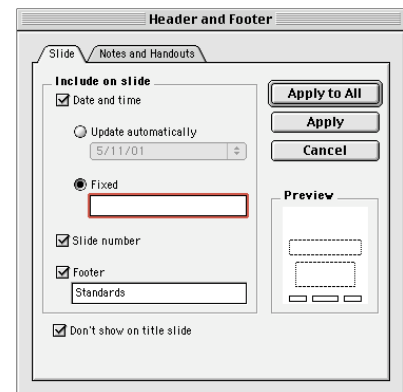 Header and Footer
Slide
Notes and Handouts
Include on slide
Date and time
Update automatically
5/11/01
Fixed
Slide number
Footer
Standards
Don't show on title slide
Apply to All
Apply
Cancel
Preview